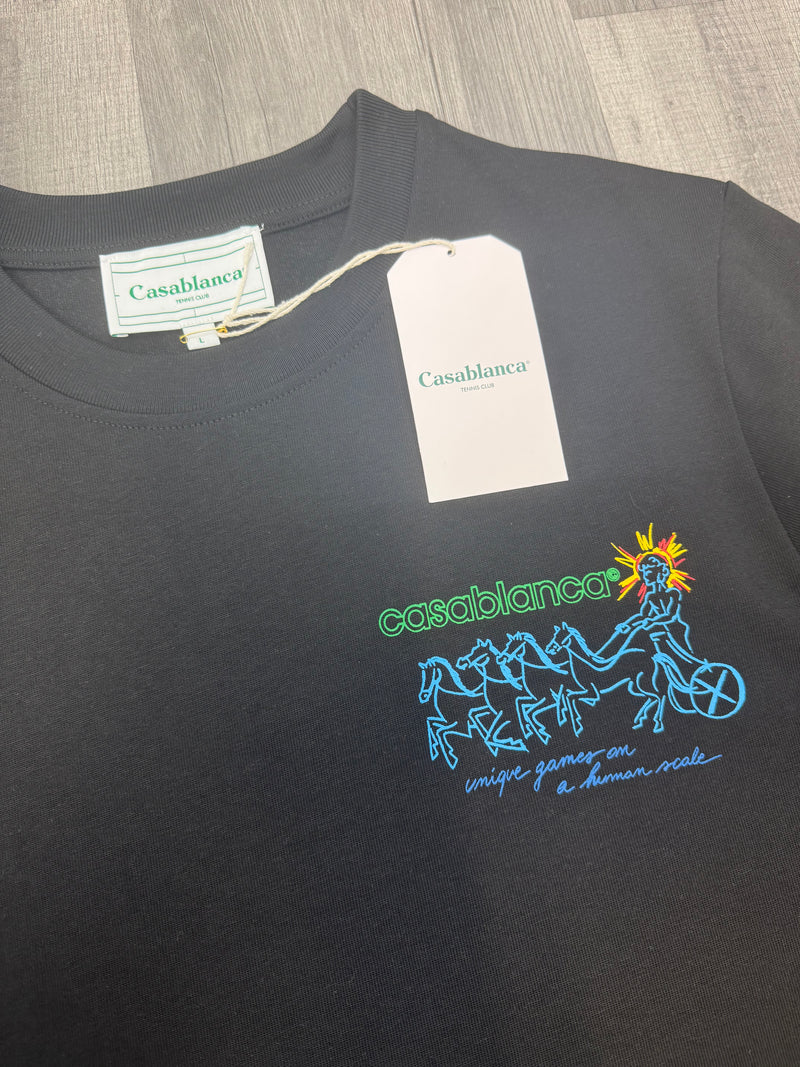 Casablanca®
TENNIS CLUB
L
Casablanca®
TENNIS CLUB
casablanca®
unique games on
a human scale